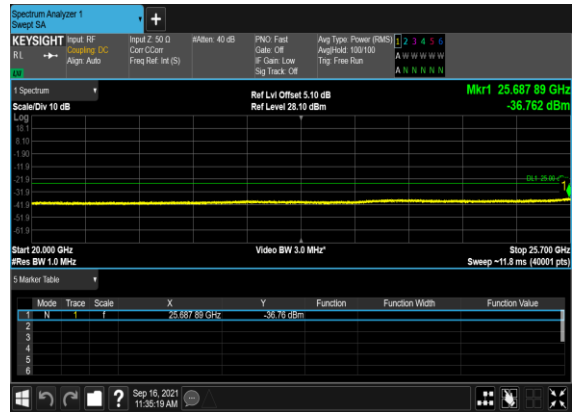 Spectrum Analyzer 1
Swept SA
+
KEYSIGHT Input: RF Input Z: 50 Ω #Atten: 40 dB PNO: Fast Avg Type: Power (RMS) 1 2 3 4 5 6
RL Coupling: DC Corr CCorr Gate: Off Avg|Hold: 100/100 A W W W W W
Align: Auto Freq Ref: Int (S) IF Gain: Low Trig: Free Run
Sig Track: Off A N N N N N
1 Spectrum Ref Lvl Offset 5.10 dB Mkr1 25.687 89 GHz
Scale/Div 10 dB Ref Level 28.10 dBm -36.762 dBm
Log
18.1
8.10
-1.90
-11.9
-21.9
-31.9
-41.9
-51.9
-61.9
1
Start 20.000 GHz Video BW 3.0 MHz* Stop 25.700 GHz
#Res BW 1.0 MHz Sweep ~11.8 ms (40001 pts)
5 Marker Table
Mode Trace Scale X Y Function Function Width Function Value
1 N 1 f 25.687 89 GHz -36.76 dBm
2
3
4
5
6
? Sep 16, 2021
11:35:19 AM